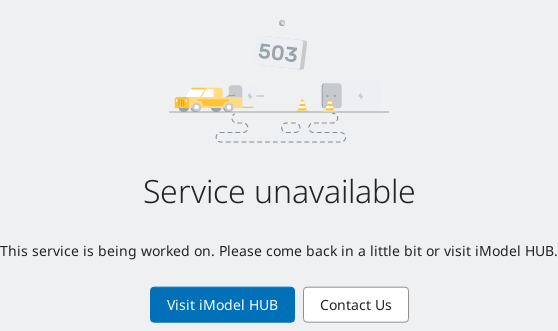 503
Service unavailable
This service is being worked on. Please come back in a little bit or visit iModel HUB.
Visit iModel HUB
Contact Us